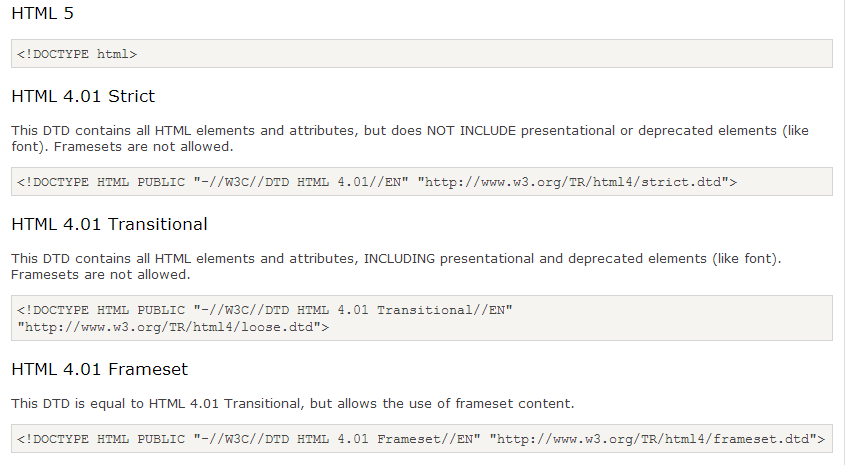 HTML 5
<!DOCTYPE html>
HTML 4.01 Strict
This DTD contains all HTML elements and attributes, but does NOT INCLUDE presentational or deprecated elements (like
font). Framesets are not allowed.
<!DOCTYPE HTML PUBLIC "-//W3C//DTD HTML 4.01//EN" "http://www.w3.org/TR/html4/strict.dtd">
HTML 4.01 Transitional
This DTD contains all HTML elements and attributes, INCLUDING presentational and deprecated elements (like font).
Framesets are not allowed.
<!DOCTYPE HTML PUBLIC "-//W3C//DTD HTML 4.01 Transitional//EN"
"http://www.w3.org/TR/html4/loose.dtd">
HTML 4.01 Frameset
This DTD is equal to HTML 4.01 Transitional, but allows the use of frameset content.
<!DOCTYPE HTML PUBLIC "-//W3C//DTD HTML 4.01 Frameset//EN" "http://www.w3.org/TR/html4/frameset.dtd">